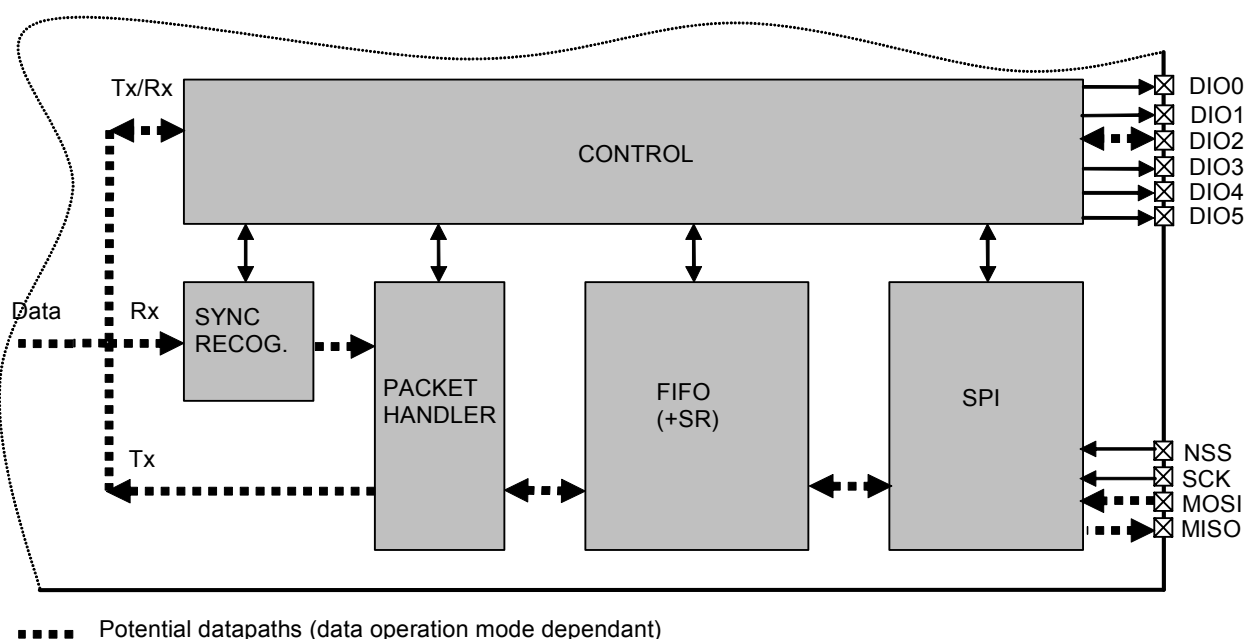 Tx/Rx
CONTROL
DIO0
DIO1
DIO2
DIO3
DIO4
DIO5
Data
Rx
SYNC
RECOG.
PACKET
HANDLER
FIFO
(+SR)
SPI
Tx
NSS
SCK
MOSI
MISO
Potential datapaths (data operation mode dependant)